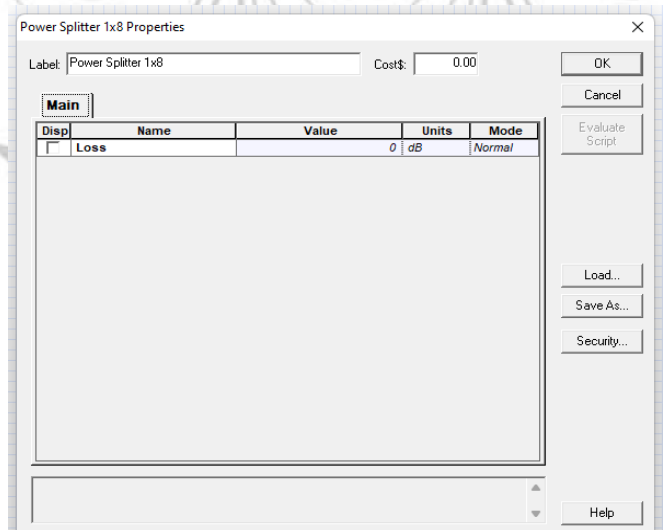 Power Splitter 1x8 Properties
Label: Power Splitter 1x8 Cost$: 0.00 OK
Cancel
Main
Evaluate
Script
Disp Name Value Units Mode
Loss 0 dB Normal
Load...
Save As...
Security...
Help